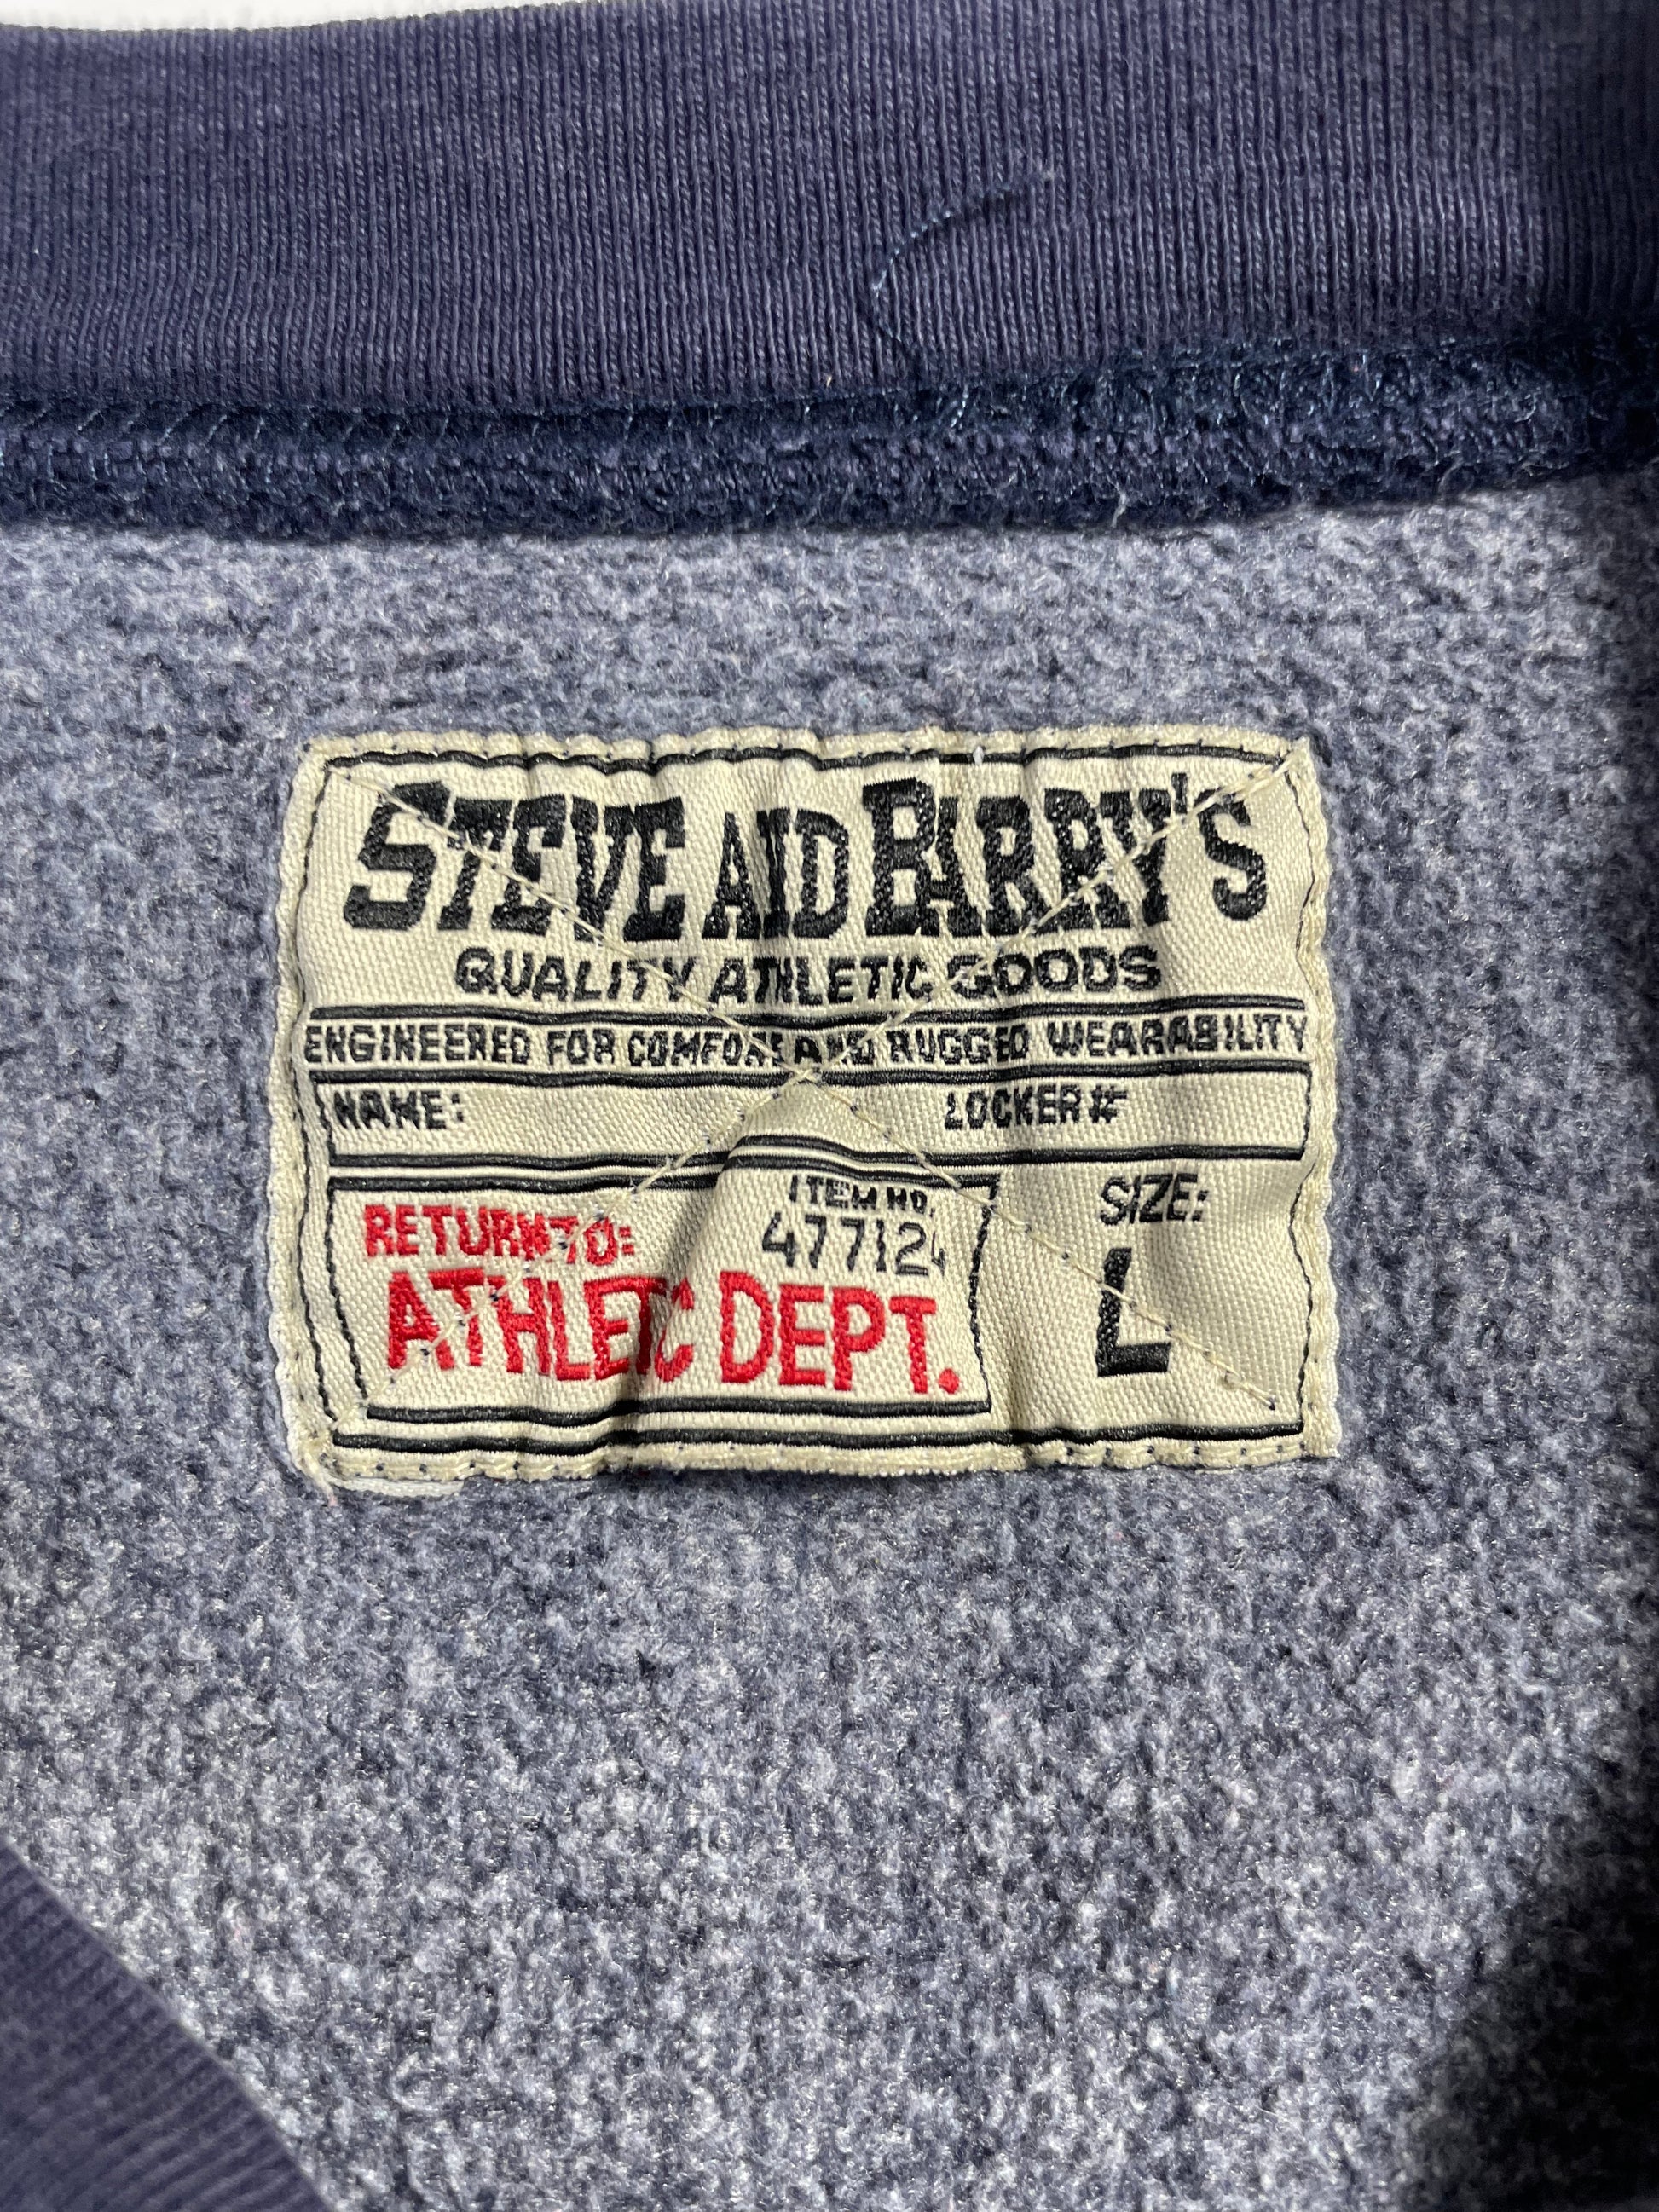 STEVE AND BARRY'S
QUALITY ATHLETIC GOODS
ENGINEERED FOR COMFORT AND RUGGED WEARABILITY
NAME: LOCKER#
RETURN TO: ITEM NO. SIZE:
477124 L
ATHLETIC DEPT.